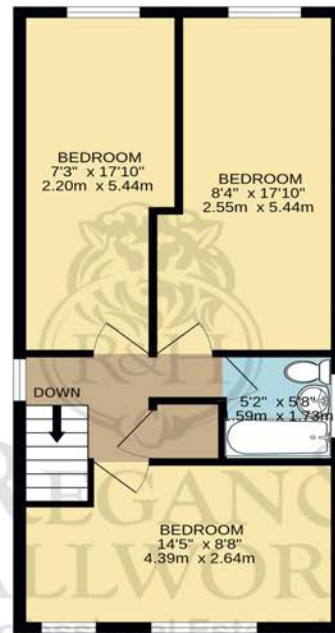 BEDROOM
7'3" x 17'10"
2.20m x 5.44m
BEDROOM
8'4" x 17'10"
2.55m x 5.44m
R&H
DOWN
5'2" x 5'8"
1.59m x 1.73m
BEDROOM
14'5" x 8'8"
4.39m x 2.64m